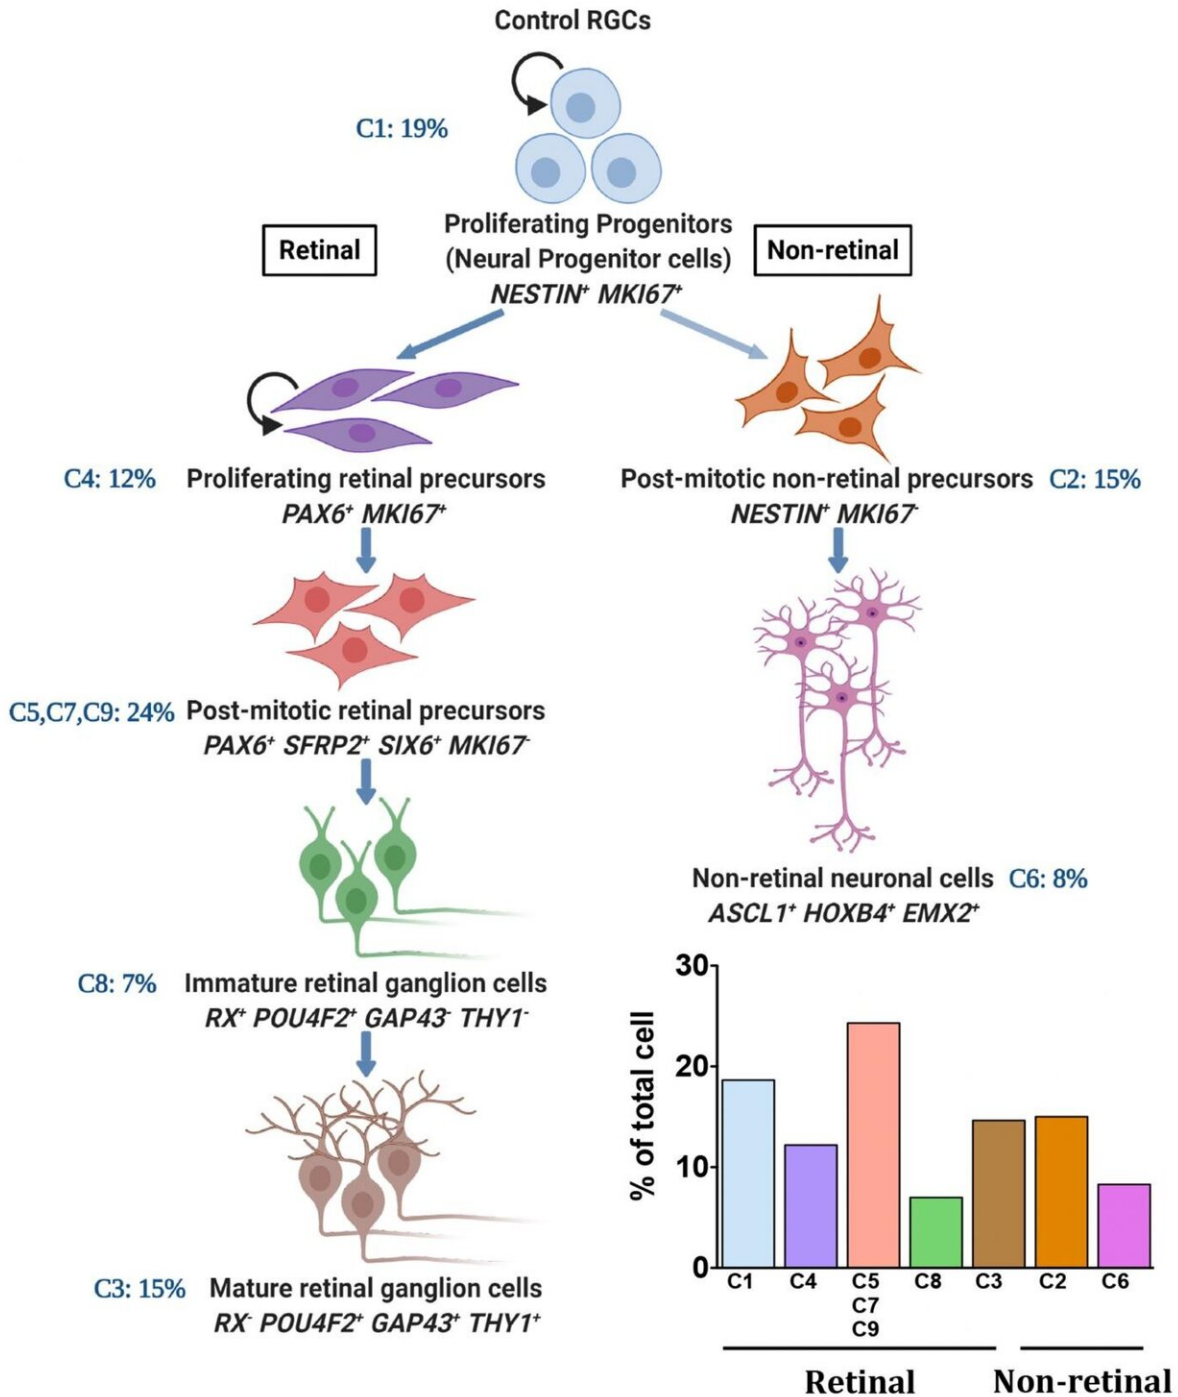 Control RGCs
C1: 19%
Proliferating Progenitors
(Neural Progenitor cells)
NESTIN⁺ MKI67⁺
Retinal
Non-retinal
C4: 12%
Proliferating retinal precursors
PAX6⁺ MKI67⁺
Post-mitotic non-retinal precursors
C2: 15%
NESTIN⁺ MKI67⁻
C5,C7,C9: 24%
Post-mitotic retinal precursors
PAX6⁺ SFRP2⁺ SIX6⁺ MKI67⁻
Non-retinal neuronal cells
C6: 8%
ASCL1⁺ HOXB4⁺ EMX2⁺
C8: 7%
Immature retinal ganglion cells
RX⁺ POU4F2⁺ GAP43⁻ THY1⁻
C3: 15%
Mature retinal ganglion cells
RX⁻ POU4F2⁺ GAP43⁺ THY1⁺
% of total cell
30
20
10
0
C1 C4 C5 C8 C3 C2 C6
C7
C9
Retinal
Non-retinal